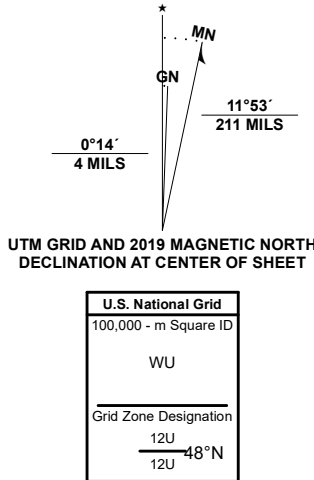 ★
MN
GN
0°14´
4 MILS
11°53´
211 MILS
UTM GRID AND 2019 MAGNETIC NORTH
DECLINATION AT CENTER OF SHEET
U.S. National Grid
100,000 - m Square ID
WU
Grid Zone Designation
12U
48°N
12U